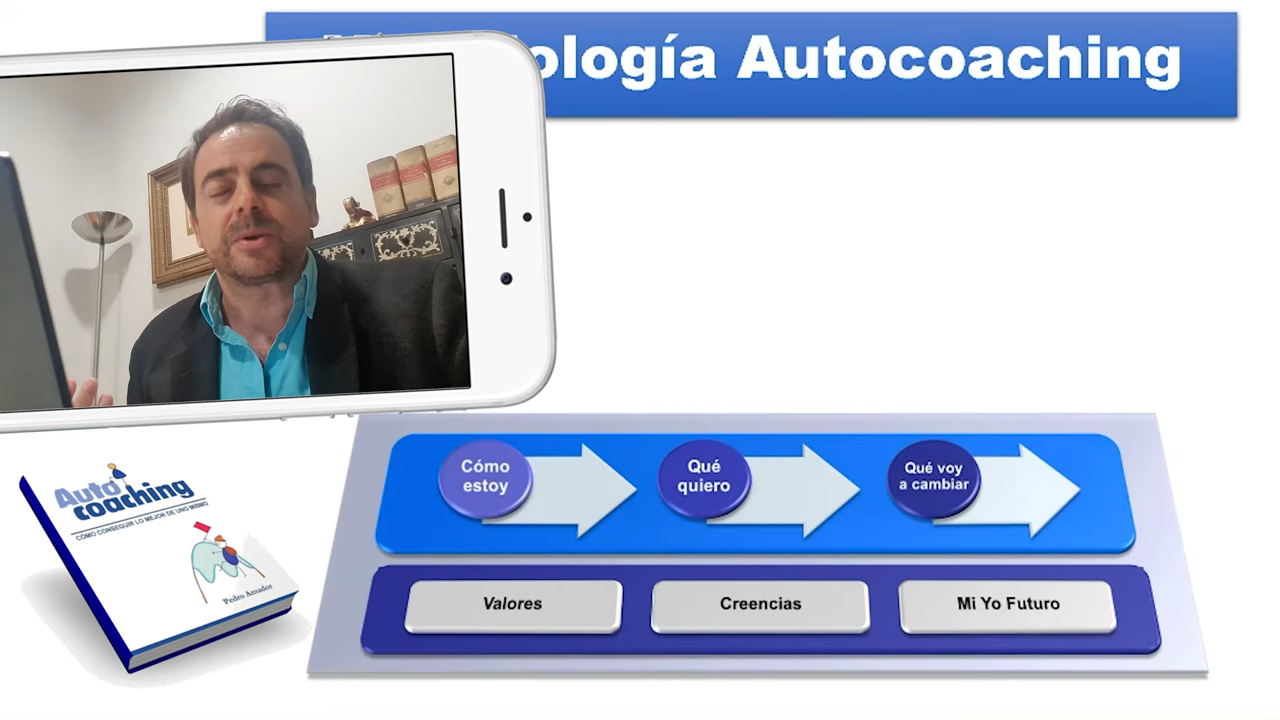 ología Autocoaching
Auto
coaching
CÓMO CONSEGUIR LO MEJOR DE UNO MISMO
Pedro Amador
Cómo
estoy
Qué
quiero
Qué voy
a cambiar
Valores
Creencias
Mi Yo Futuro